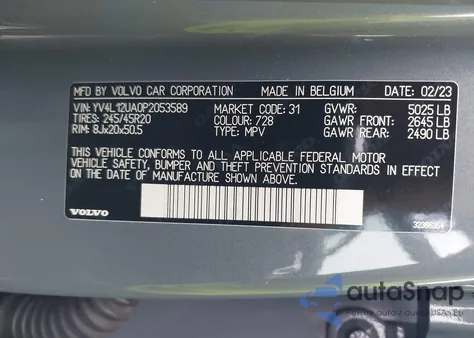 MFD BY VOLVO CAR CORPORATION MADE IN BELGIUM DATE: 02/23
VIN: YV4L12UA0P2053589 MARKET CODE: 31 GVWR: 5025 LB
TIRES: 245/45R20 COLOUR: 728 GAWR FRONT: 2645 LB
RIM: 8Jx20x50.5 TYPE: MPV GAWR REAR: 2490 LB
THIS VEHICLE CONFORMS TO ALL APPLICABLE FEDERAL MOTOR
VEHICLE SAFETY, BUMPER AND THEFT PREVENTION STANDARDS IN EFFECT
ON THE DATE OF MANUFACTURE SHOWN ABOVE.
VOLVO
autoSnap